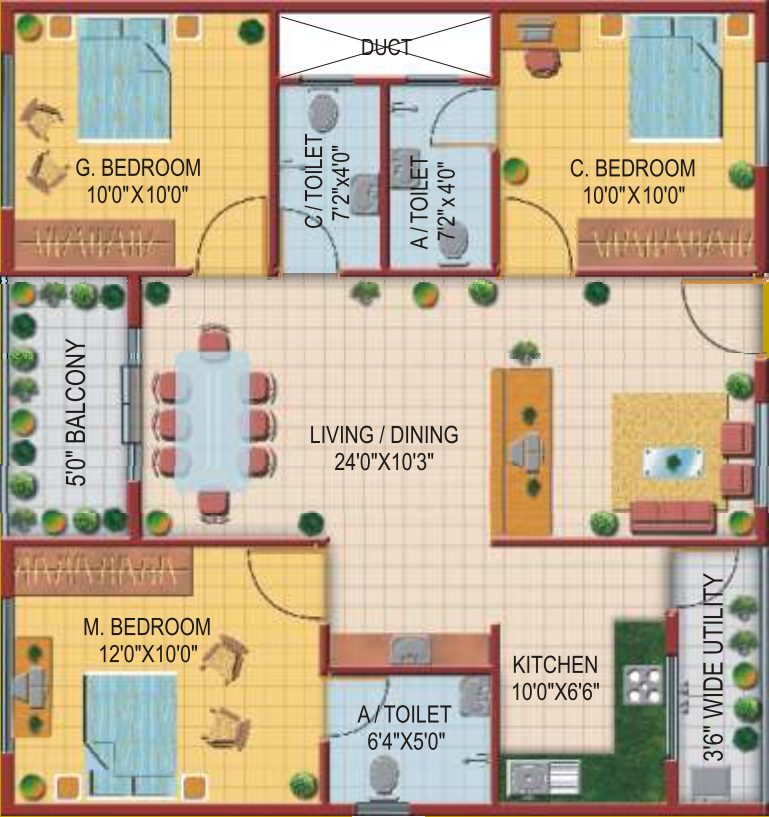 DUCT
G. BEDROOM
10'0"X10'0"
C / TOILET
7'2"x4'0"
A / TOILET
7'2"x4'0"
C. BEDROOM
10'0"X10'0"
5'0" BALCONY
LIVING / DINING
24'0"X10'3"
M. BEDROOM
12'0"X10'0"
A / TOILET
6'4"X5'0"
KITCHEN
10'0"X6'6"
3'6" WIDE UTILITY